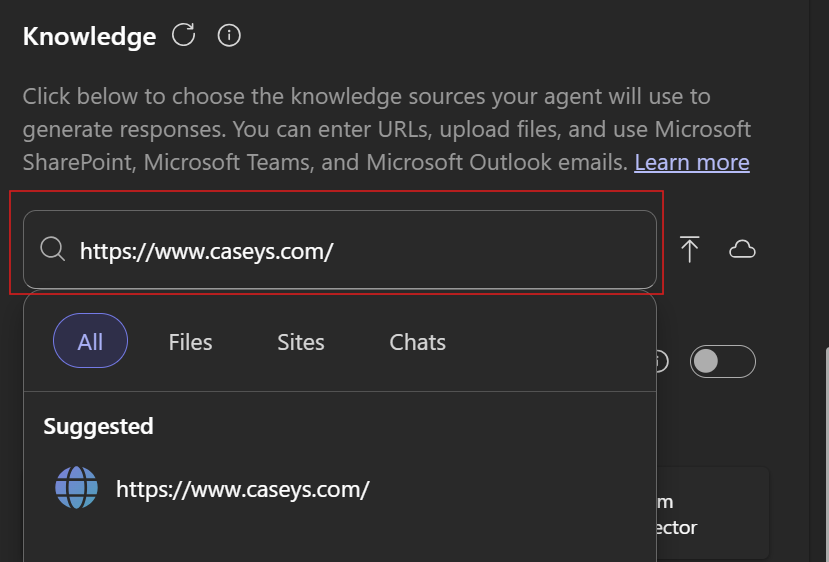 Knowledge
Click below to choose the knowledge sources your agent will use to
generate responses. You can enter URLs, upload files, and use Microsoft
SharePoint, Microsoft Teams, and Microsoft Outlook emails. Learn more
https://www.caseys.com/
All Files Sites Chats
Suggested
https://www.caseys.com/